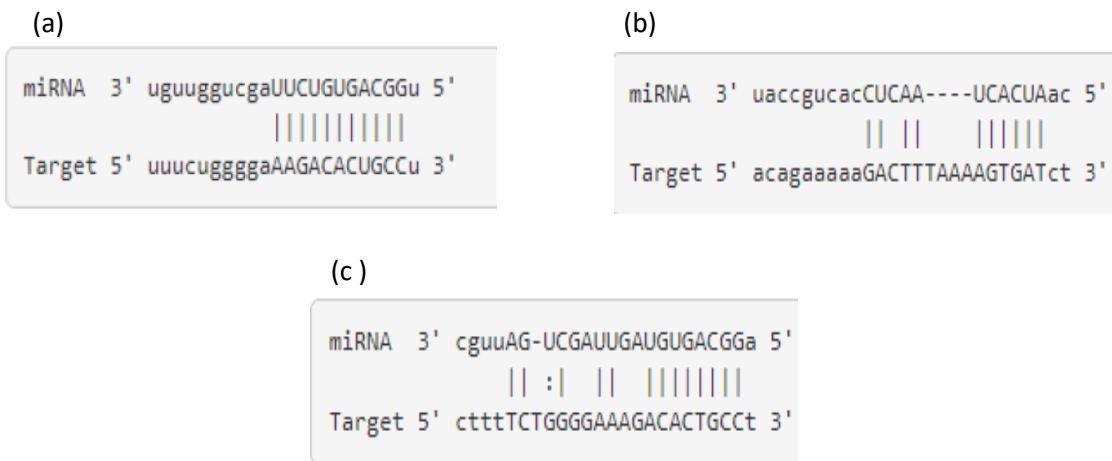 (a)
(b)
miRNA 3' uguuggucgaUUCUGUGACGGu 5'
|||||||||||
Target 5' uuucuggggaAAGACACUGCCu 3'
miRNA 3' uaccgucacCUCAA----UCACUAac 5'
|| || ||||||
Target 5' acagaaaaaGACTTTAAAAGTGATct 3'
(c )
miRNA 3' cguuAG-UCGAUUGAUGUGACGGa 5'
|| :| || ||||||||
Target 5' ctttTCTGGGGAAAGACACTGCCt 3'